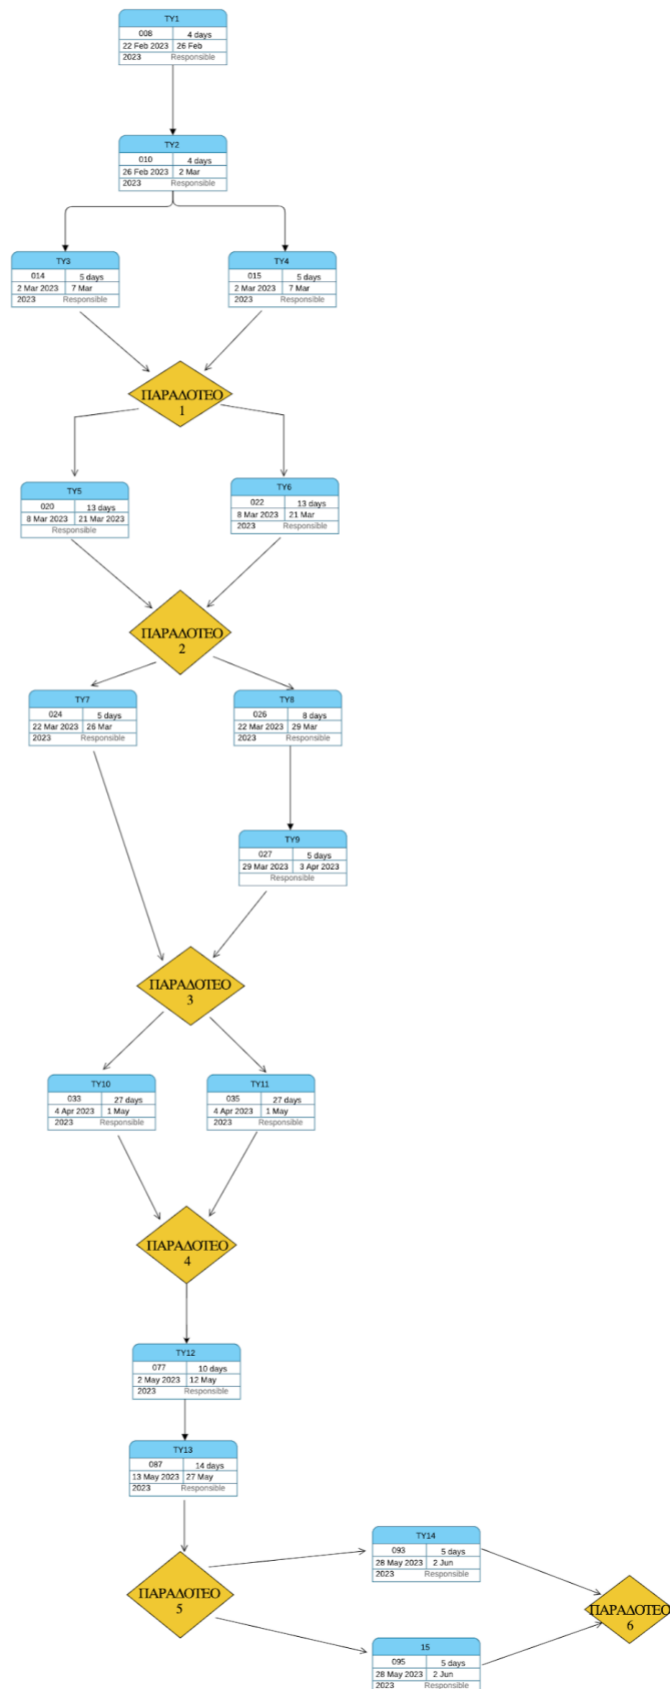 TY1
008 4 days
22 Feb 2023 26 Feb
2023 Responsible
TY2
010 4 days
26 Feb 2023 2 Mar
2023 Responsible
TY3
014 5 days
2 Mar 2023 7 Mar
2023 Responsible
TY4
015 5 days
2 Mar 2023 7 Mar
2023 Responsible
ΠΑΡΑΔΟΤΕΟ
1
TY5
020 13 days
8 Mar 2023 21 Mar 2023
Responsible
TY6
022 13 days
8 Mar 2023 21 Mar
2023 Responsible
ΠΑΡΑΔΟΤΕΟ
2
TY7
024 5 days
22 Mar 2023 26 Mar
2023 Responsible
TY8
026 8 days
22 Mar 2023 29 Mar
2023 Responsible
TY9
027 5 days
29 Mar 2023 3 Apr 2023
Responsible
ΠΑΡΑΔΟΤΕΟ
3
TY10
033 27 days
4 Apr 2023 1 May
2023 Responsible
TY11
035 27 days
4 Apr 2023 1 May
2023 Responsible
ΠΑΡΑΔΟΤΕΟ
4
TY12
077 10 days
2 May 2023 12 May
2023 Responsible
TY13
087 14 days
13 May 2023 27 May
2023 Responsible
ΠΑΡΑΔΟΤΕΟ
5
TY14
093 5 days
28 May 2023 2 Jun
2023 Responsible
15
095 5 days
28 May 2023 2 Jun
2023 Responsible
ΠΑΡΑΔΟΤΕΟ
6